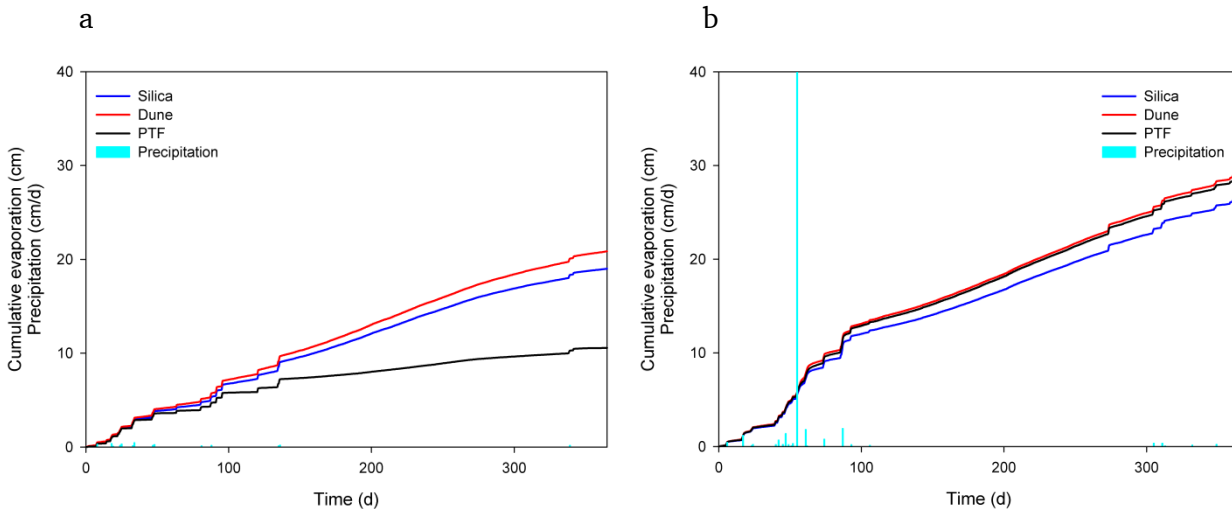 a
b
Cumulative evaporation (cm)
Precipitation (cm/d)
40
30
20
10
0
Silica
Dune
PTF
Precipitation
0
100
200
300
Time (d)
Cumulative evaporation (cm)
Precipitation (cm/d)
40
30
20
10
0
Silica
Dune
PTF
Precipitation
0
100
200
300
Time (d)